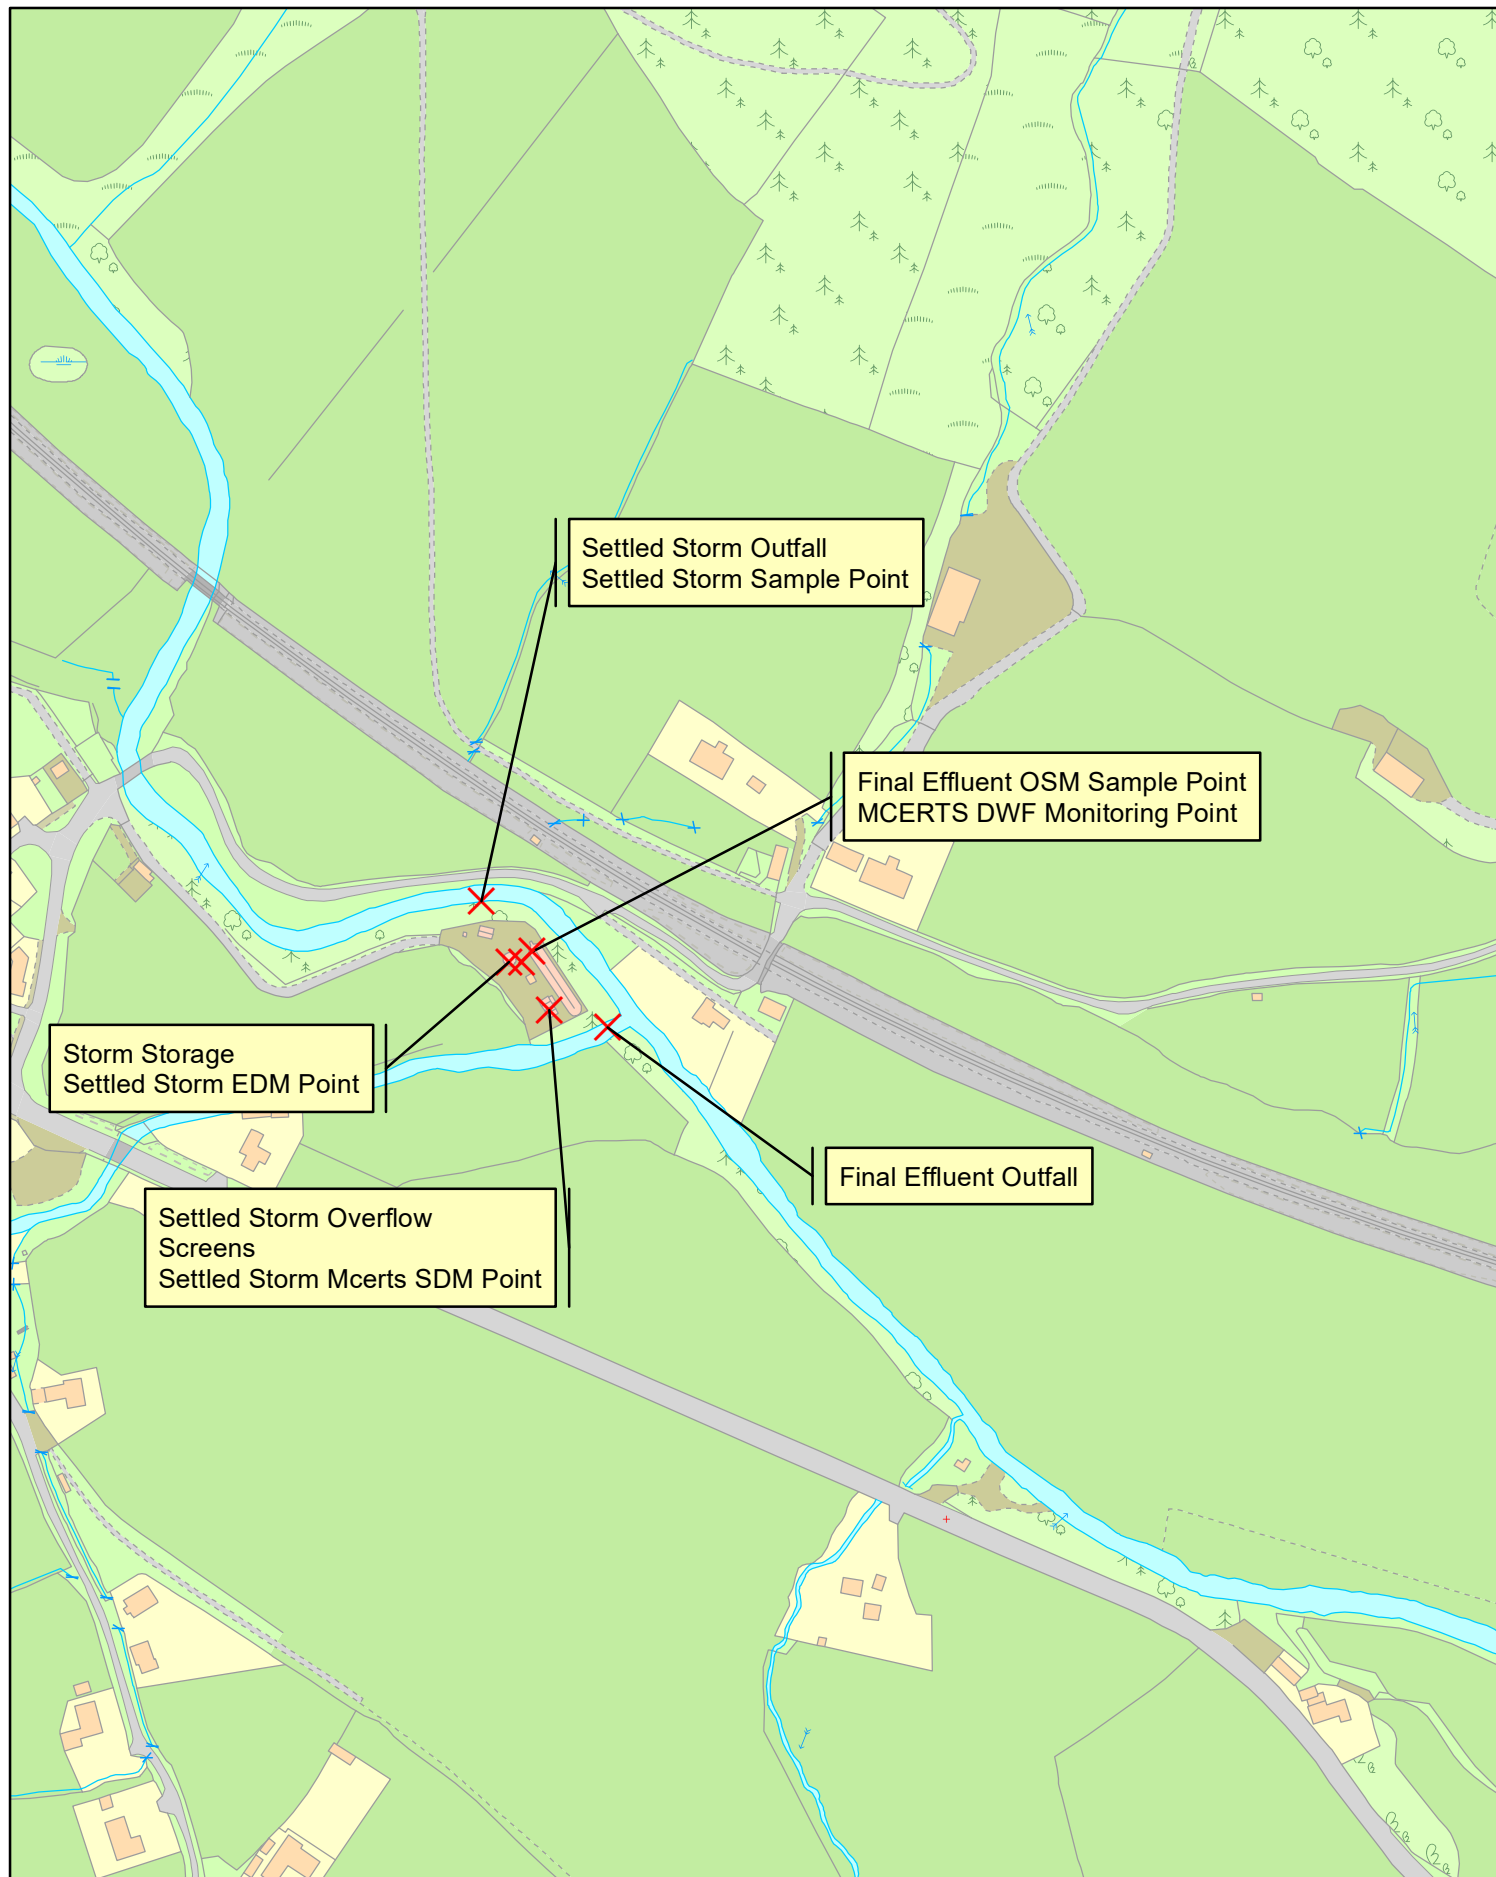 Settled Storm Outfall
Settled Storm Sample Point
Final Effluent OSM Sample Point
MCERTS DWF Monitoring Point
Storm Storage
Settled Storm EDM Point
Final Effluent Outfall
Settled Storm Overflow
Screens
Settled Storm Mcerts SDM Point